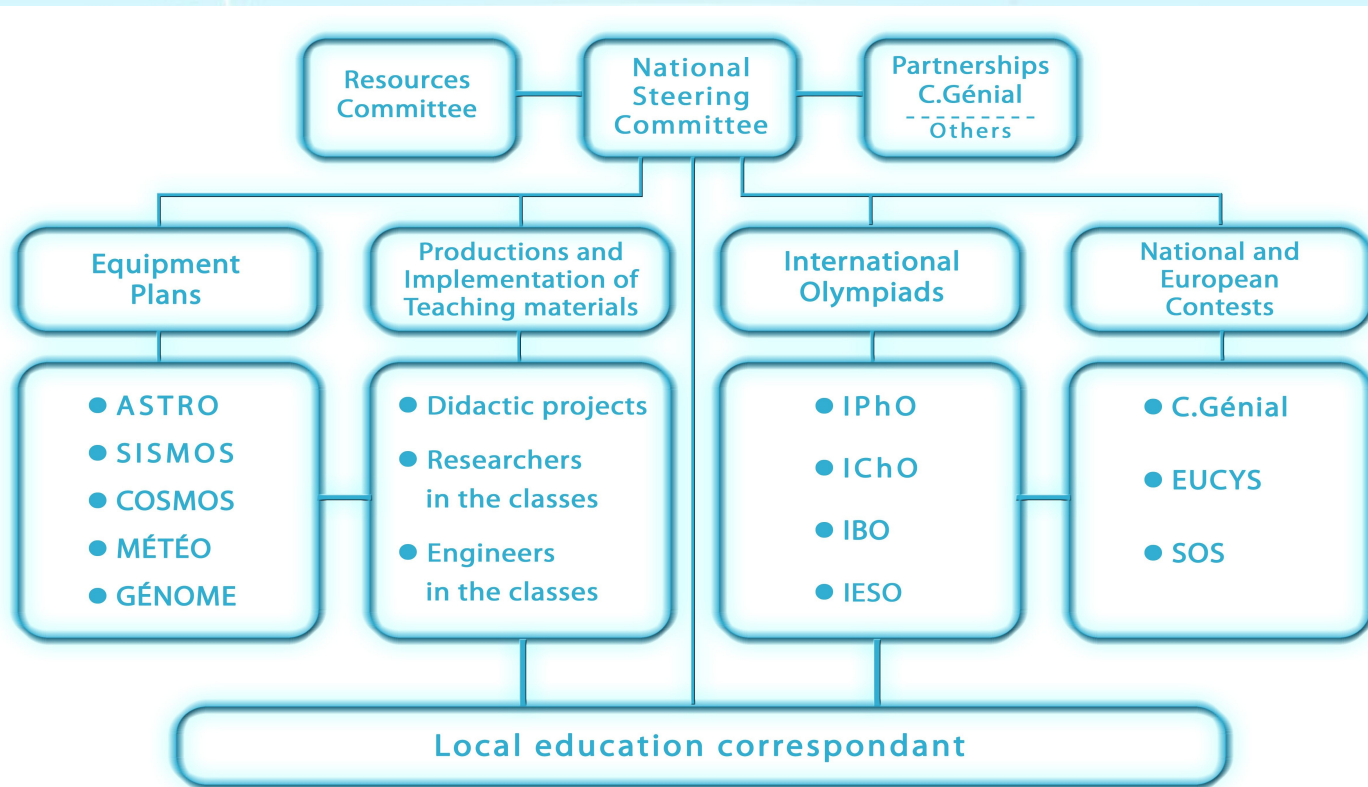 Resources
Committee
National
Steering
Committee
Partnerships
C.Génial
Others
Equipment
Plans
Productions and
Implementation of
Teaching materials
International
Olympiads
National and
European
Contests
ASTRO
SISMOS
COSMOS
MÉTÉO
GÉNOME
Didactic projects
Researchers
in the classes
Engineers
in the classes
IPhO
IChO
IBO
IESO
C.Génial
EUCYS
SOS
Local education correspondant